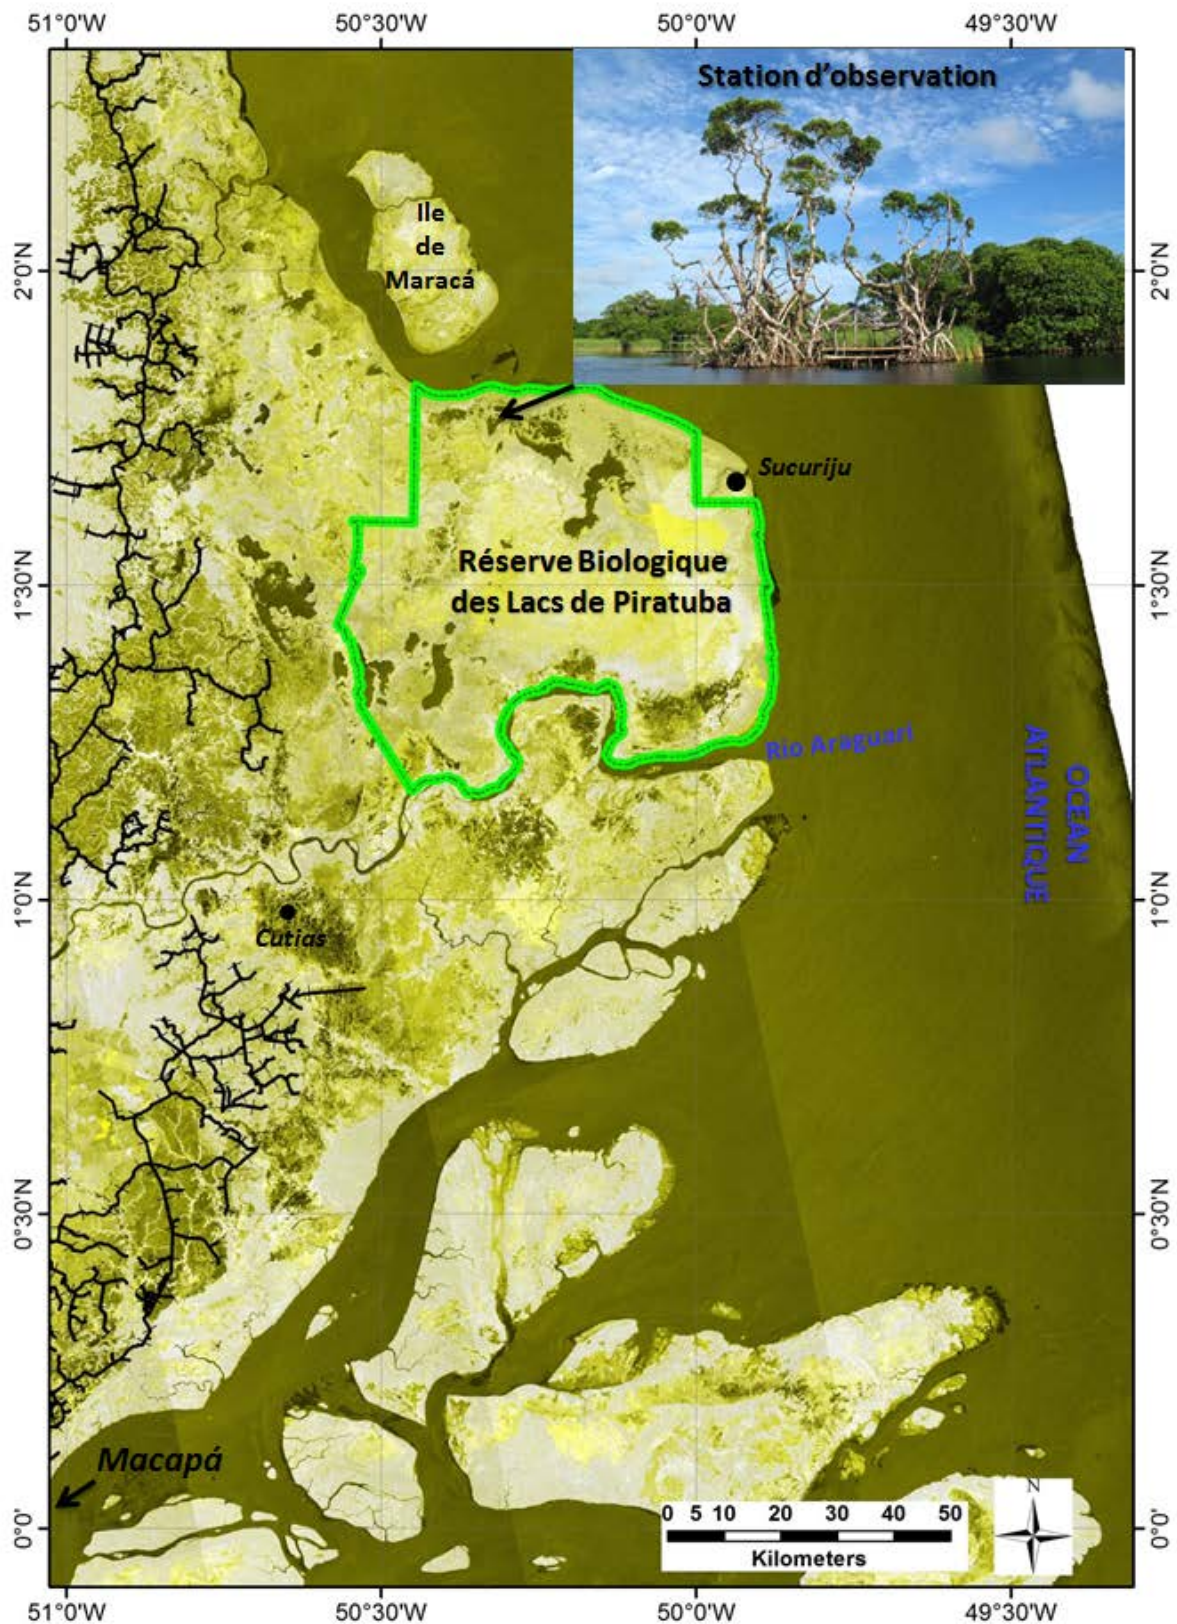 51°0'W 50°30'W 50°0'W 49°30'W
Station d'observation
Ile
de
Maracá
2°0'N
2°0'N
Sucuriju
Réserve Biologique
des Lacs de Piratuba
1°30'N
1°30'N
Rio Araguari
OCEAN
ATLANTIQUE
1°0'N
1°0'N
Cutias
0°30'N
0°30'N
Macapá
0 5 10 20 30 40 50
Kilometers
N
0°0'
0°0'
51°0'W 50°30'W 50°0'W 49°30'W